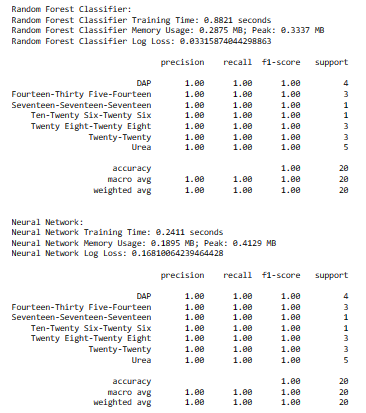 Random Forest Classifier:
Random Forest Classifier Training Time: 0.8821 seconds
Random Forest Classifier Memory Usage: 0.2875 MB; Peak: 0.3337 MB
Random Forest Classifier Log Loss: 0.03315874044298863
precision recall f1-score support
DAP 1.00 1.00 1.00 4
Fourteen-Thirty Five-Fourteen 1.00 1.00 1.00 3
Seventeen-Seventeen-Seventeen 1.00 1.00 1.00 1
Ten-Twenty Six-Twenty Six 1.00 1.00 1.00 1
Twenty Eight-Twenty Eight 1.00 1.00 1.00 3
Twenty-Twenty 1.00 1.00 1.00 3
Urea 1.00 1.00 1.00 5
accuracy 1.00 20
macro avg 1.00 1.00 1.00 20
weighted avg 1.00 1.00 1.00 20
Neural Network:
Neural Network Training Time: 0.2411 seconds
Neural Network Memory Usage: 0.1895 MB; Peak: 0.4129 MB
Neural Network Log Loss: 0.16810064239464428
precision recall f1-score support
DAP 1.00 1.00 1.00 4
Fourteen-Thirty Five-Fourteen 1.00 1.00 1.00 3
Seventeen-Seventeen-Seventeen 1.00 1.00 1.00 1
Ten-Twenty Six-Twenty Six 1.00 1.00 1.00 1
Twenty Eight-Twenty Eight 1.00 1.00 1.00 3
Twenty-Twenty 1.00 1.00 1.00 3
Urea 1.00 1.00 1.00 5
accuracy 1.00 20
macro avg 1.00 1.00 1.00 20
weighted avg 1.00 1.00 1.00 20